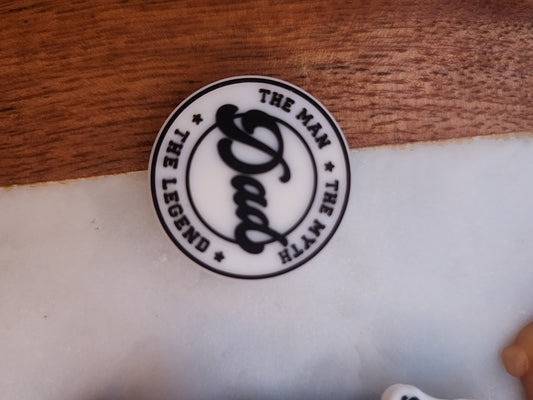 THE MAN ★ THE MYTH ★ THE LEGEND ★
Dad